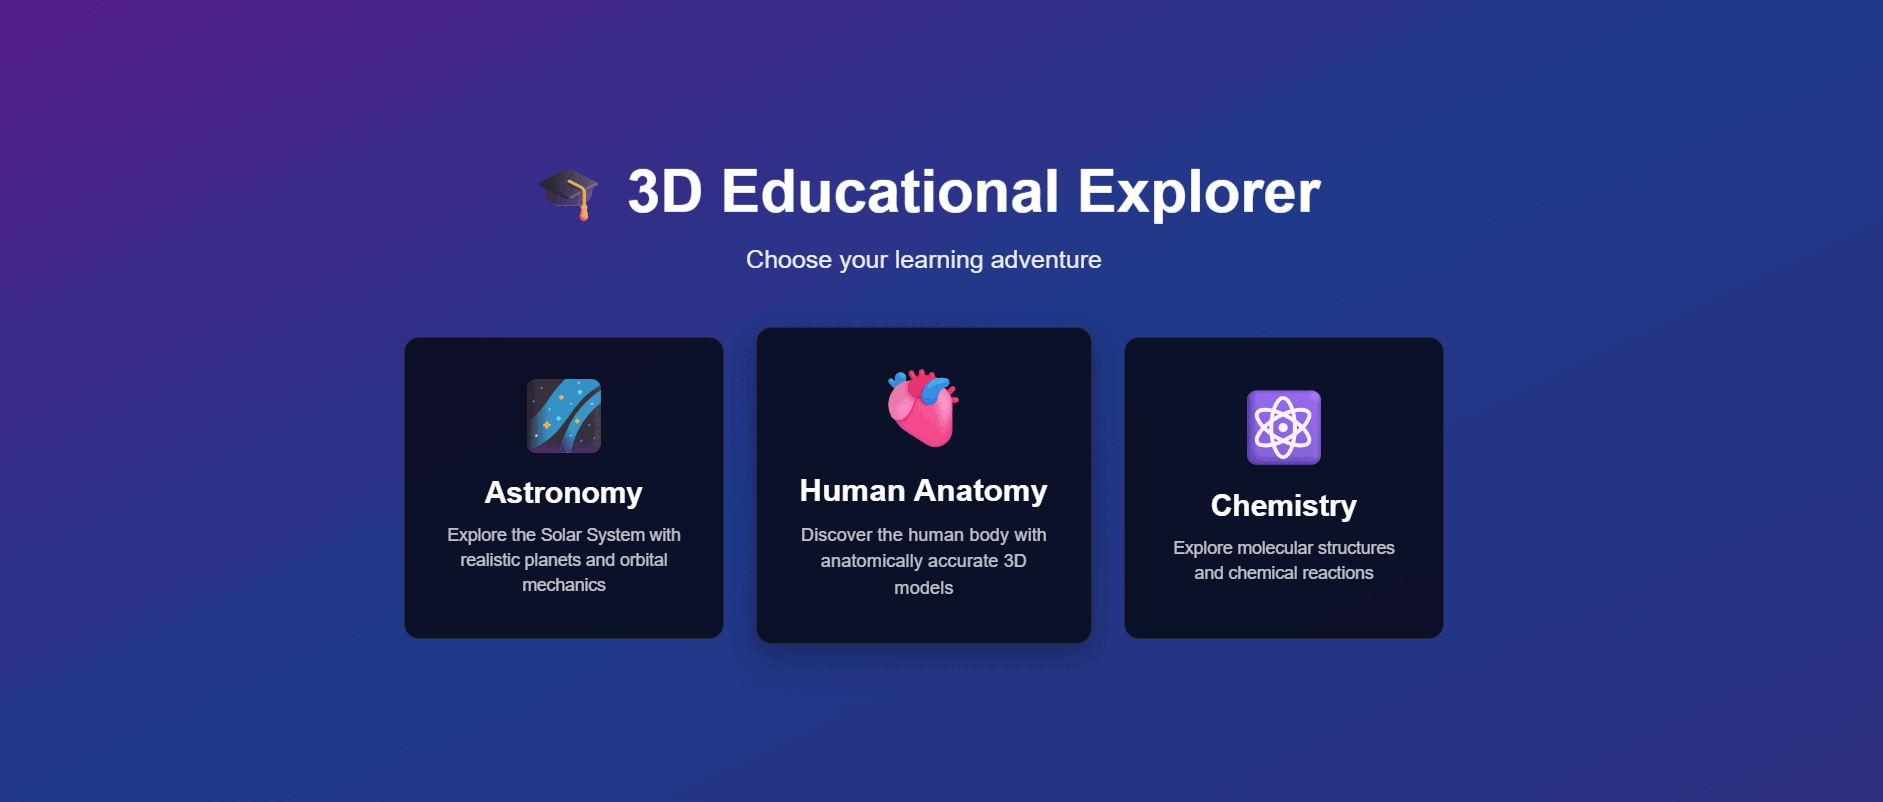 3D Educational Explorer
Choose your learning adventure
Astronomy
Explore the Solar System with
realistic planets and orbital
mechanics
Human Anatomy
Discover the human body with
anatomically accurate 3D
models
Chemistry
Explore molecular structures
and chemical reactions